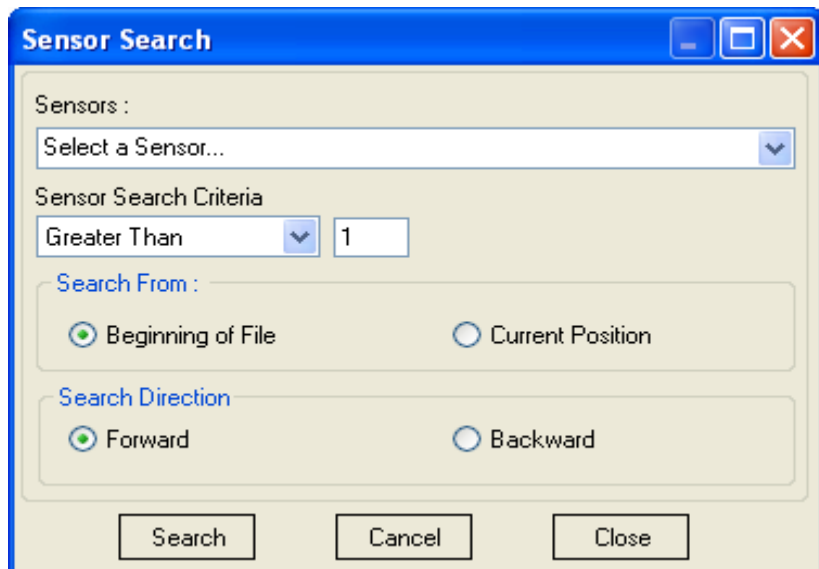 Sensor Search
Sensors :
Select a Sensor...
Sensor Search Criteria
Greater Than 1
Search From :
Beginning of File Current Position
Search Direction
Forward Backward
Search Cancel Close